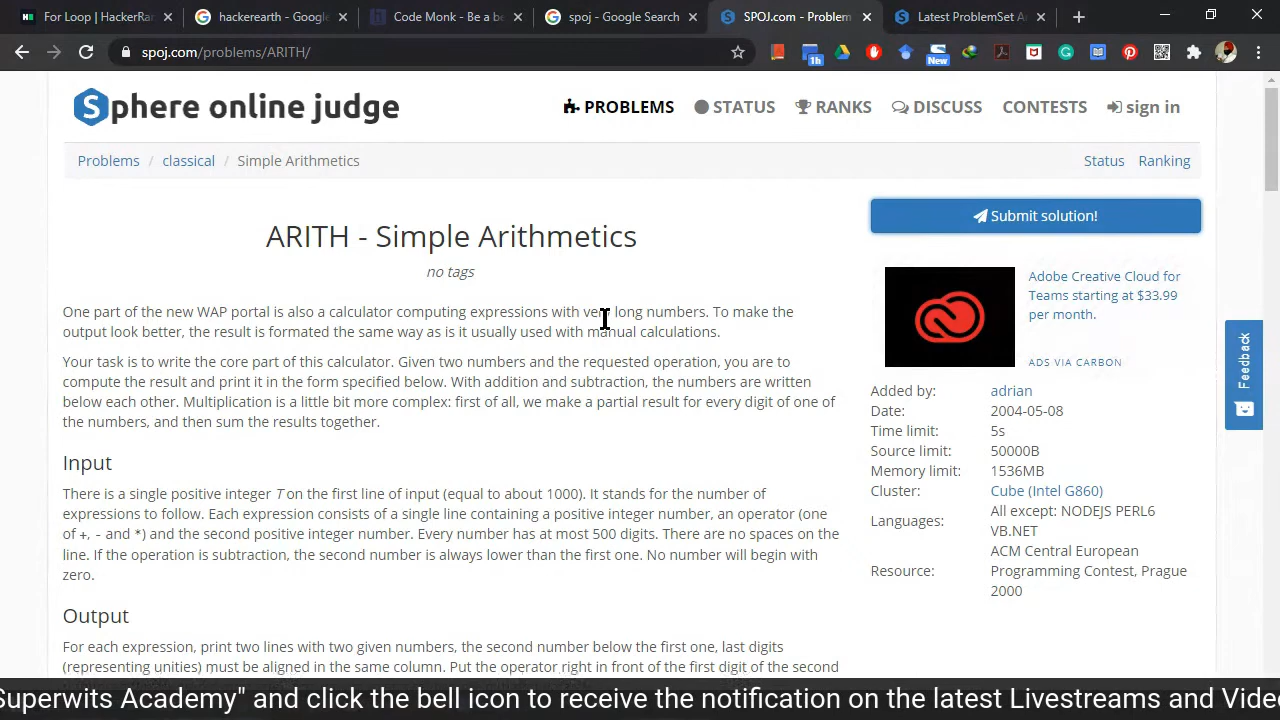 For Loop | HackerRa
hackerearth - Google
Code Monk - Be a be
spoj - Google Search
SPOJ.com - Problem
Latest ProblemSet A
spoj.com/problems/ARITH/
1h
New
Sphere online judge
PROBLEMS
STATUS
RANKS
DISCUSS
CONTESTS
sign in
Problems / classical / Simple Arithmetics
Status
Ranking
ARITH - Simple Arithmetics
no tags
One part of the new WAP portal is also a calculator computing expressions with very long numbers. To make the
output look better, the result is formated the same way as is it usually used with manual calculations.
Your task is to write the core part of this calculator. Given two numbers and the requested operation, you are to
compute the result and print it in the form specified below. With addition and subtraction, the numbers are written
below each other. Multiplication is a little bit more complex: first of all, we make a partial result for every digit of one of
the numbers, and then sum the results together.
Input
There is a single positive integer T on the first line of input (equal to about 1000). It stands for the number of
expressions to follow. Each expression consists of a single line containing a positive integer number, an operator (one
of +, - and *) and the second positive integer number. Every number has at most 500 digits. There are no spaces on the
line. If the operation is subtraction, the second number is always lower than the first one. No number will begin with
zero.
Output
For each expression, print two lines with two given numbers, the second number below the first one, last digits
(representing unities) must be aligned in the same column. Put the operator right in front of the first digit of the second
Submit solution!
Adobe Creative Cloud for
Teams starting at $33.99
per month.
ADS VIA CARBON
Added by: adrian
Date: 2004-05-08
Time limit: 5s
Source limit: 50000B
Memory limit: 1536MB
Cluster: Cube (Intel G860)
Languages: All except: NODEJS PERL6
VB.NET
Resource: ACM Central European
Programming Contest, Prague
2000
Feedback
Superwits Academy" and click the bell icon to receive the notification on the latest Livestreams and Vide